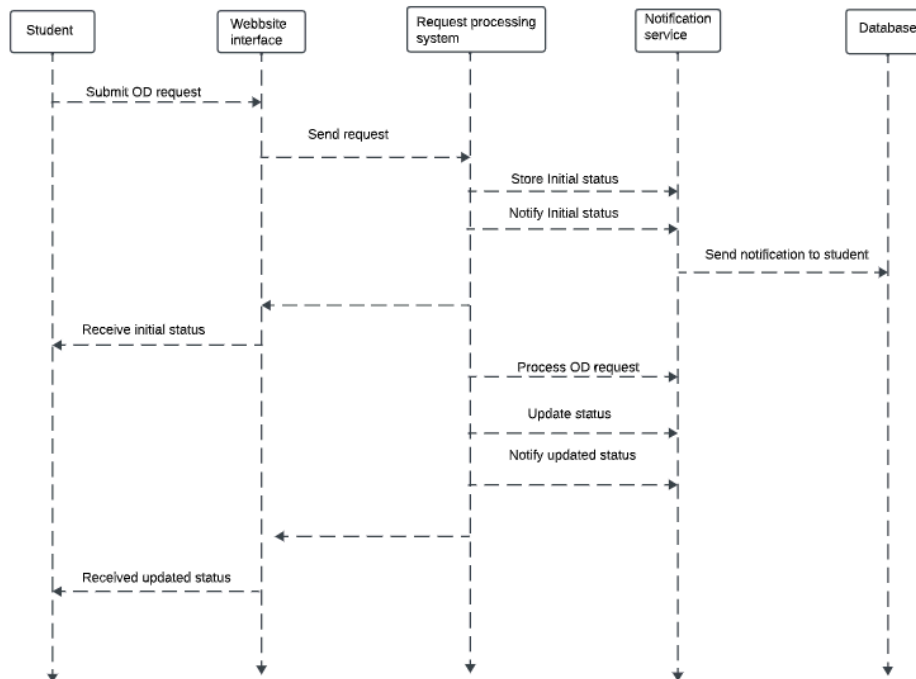 Student
Webbsite
interface
Request processing
system
Notification
service
Database
Submit OD request
Send request
Store Initial status
Notify Initial status
Send notification to student
Receive initial status
Process OD request
Update status
Notify updated status
Received updated status